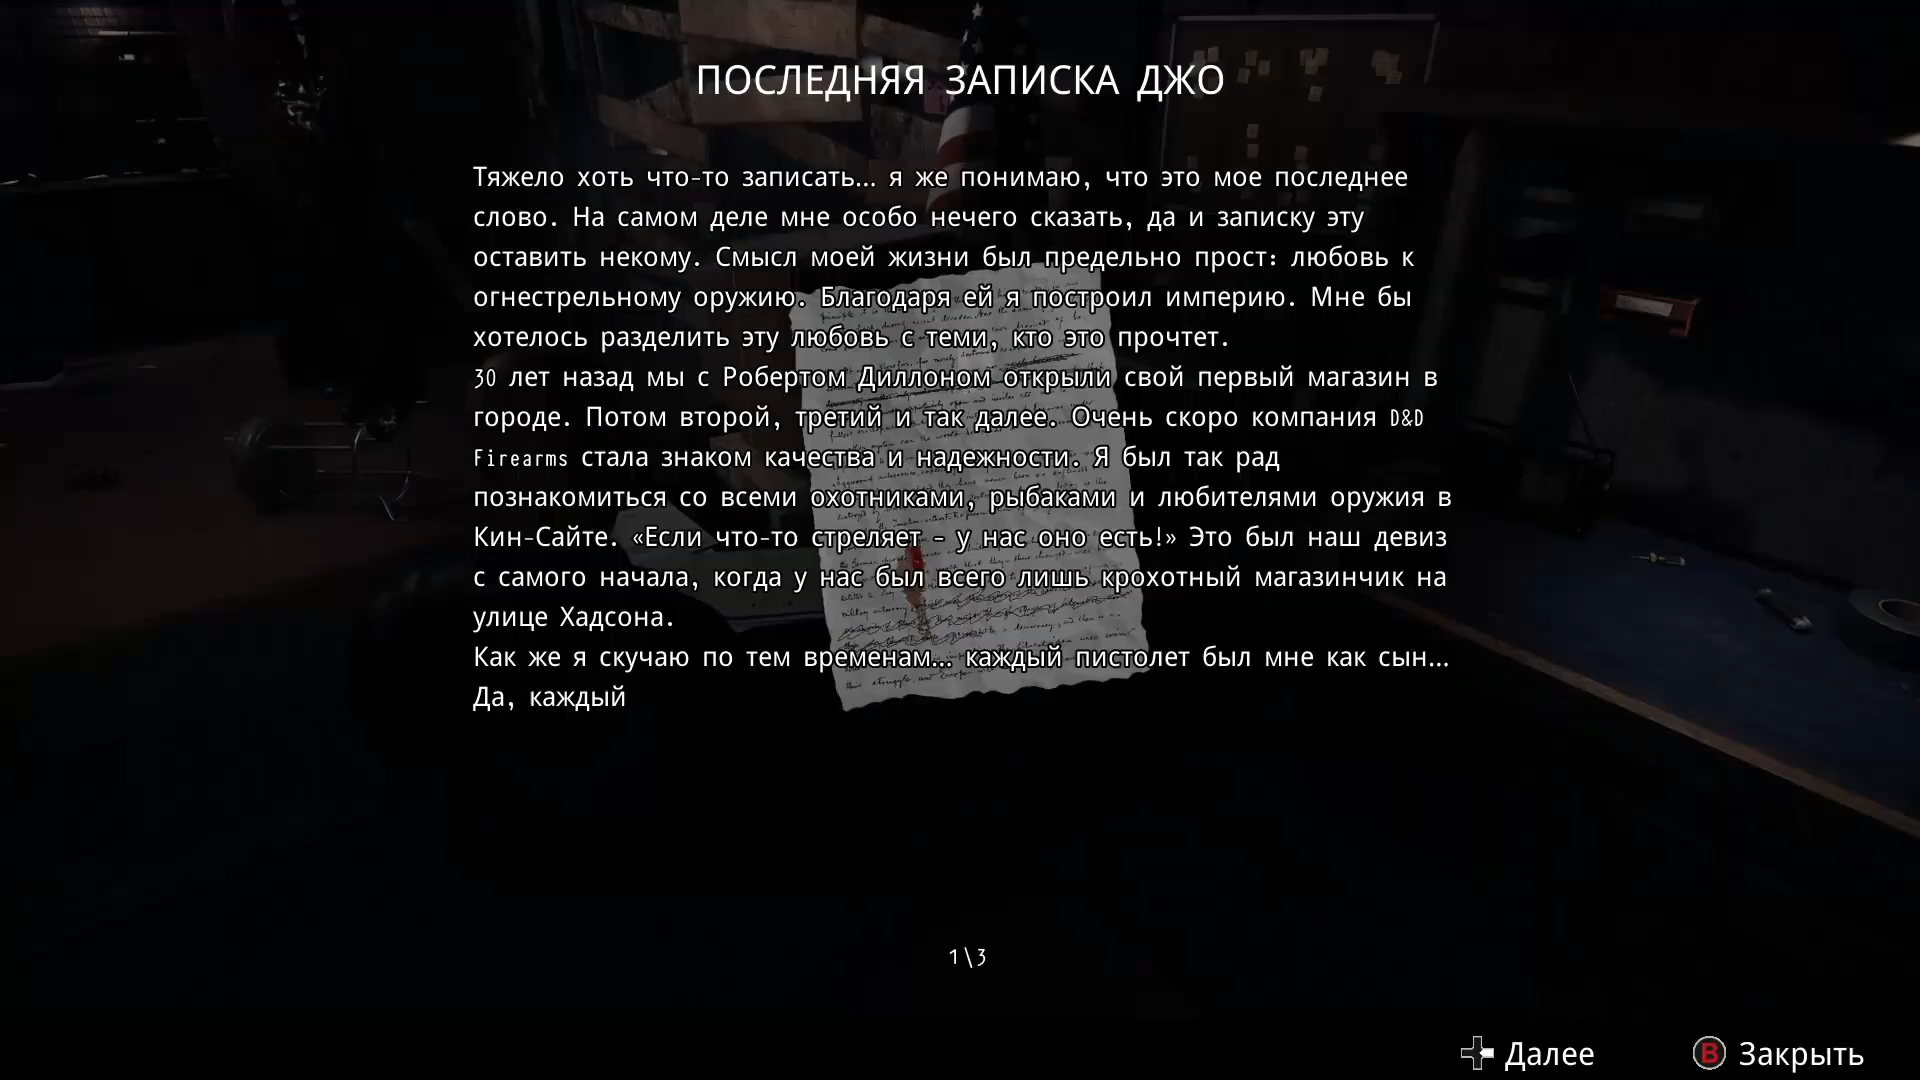 ПОСЛЕДНЯЯ ЗАПИСКА ДЖО
Тяжело хоть что-то записать... я же понимаю, что это мое последнее
слово. На самом деле мне особо нечего сказать, да и записку эту
оставить некому. Смысл моей жизни был предельно прост: любовь к
огнестрельному оружию. Благодаря ей я построил империю. Мне бы
хотелось разделить эту любовь с теми, кто это прочтет.
30 лет назад мы с Робертом Диллоном открыли свой первый магазин в
городе. Потом второй, третий и так далее. Очень скоро компания D&D
Firearms стала знаком качества и надежности. Я был так рад
познакомиться со всеми охотниками, рыбаками и любителями оружия в
Кин-Сайте. «Если что-то стреляет - у нас оно есть!» Это был наш девиз
с самого начала, когда у нас был всего лишь крохотный магазинчик на
улице Хадсона.
Как же я скучаю по тем временам... каждый пистолет был мне как сын...
Да, каждый
1\3
Далее
B Закрыть